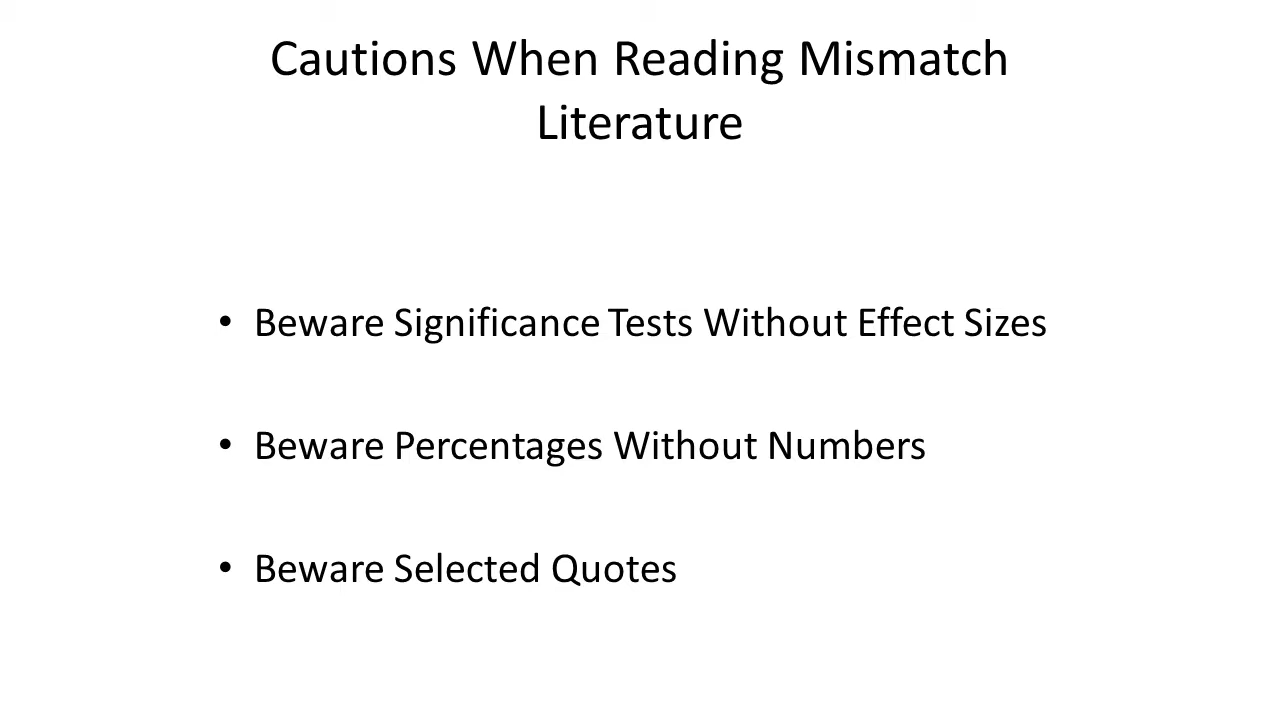 Cautions When Reading Mismatch
Literature
• Beware Significance Tests Without Effect Sizes
• Beware Percentages Without Numbers
• Beware Selected Quotes